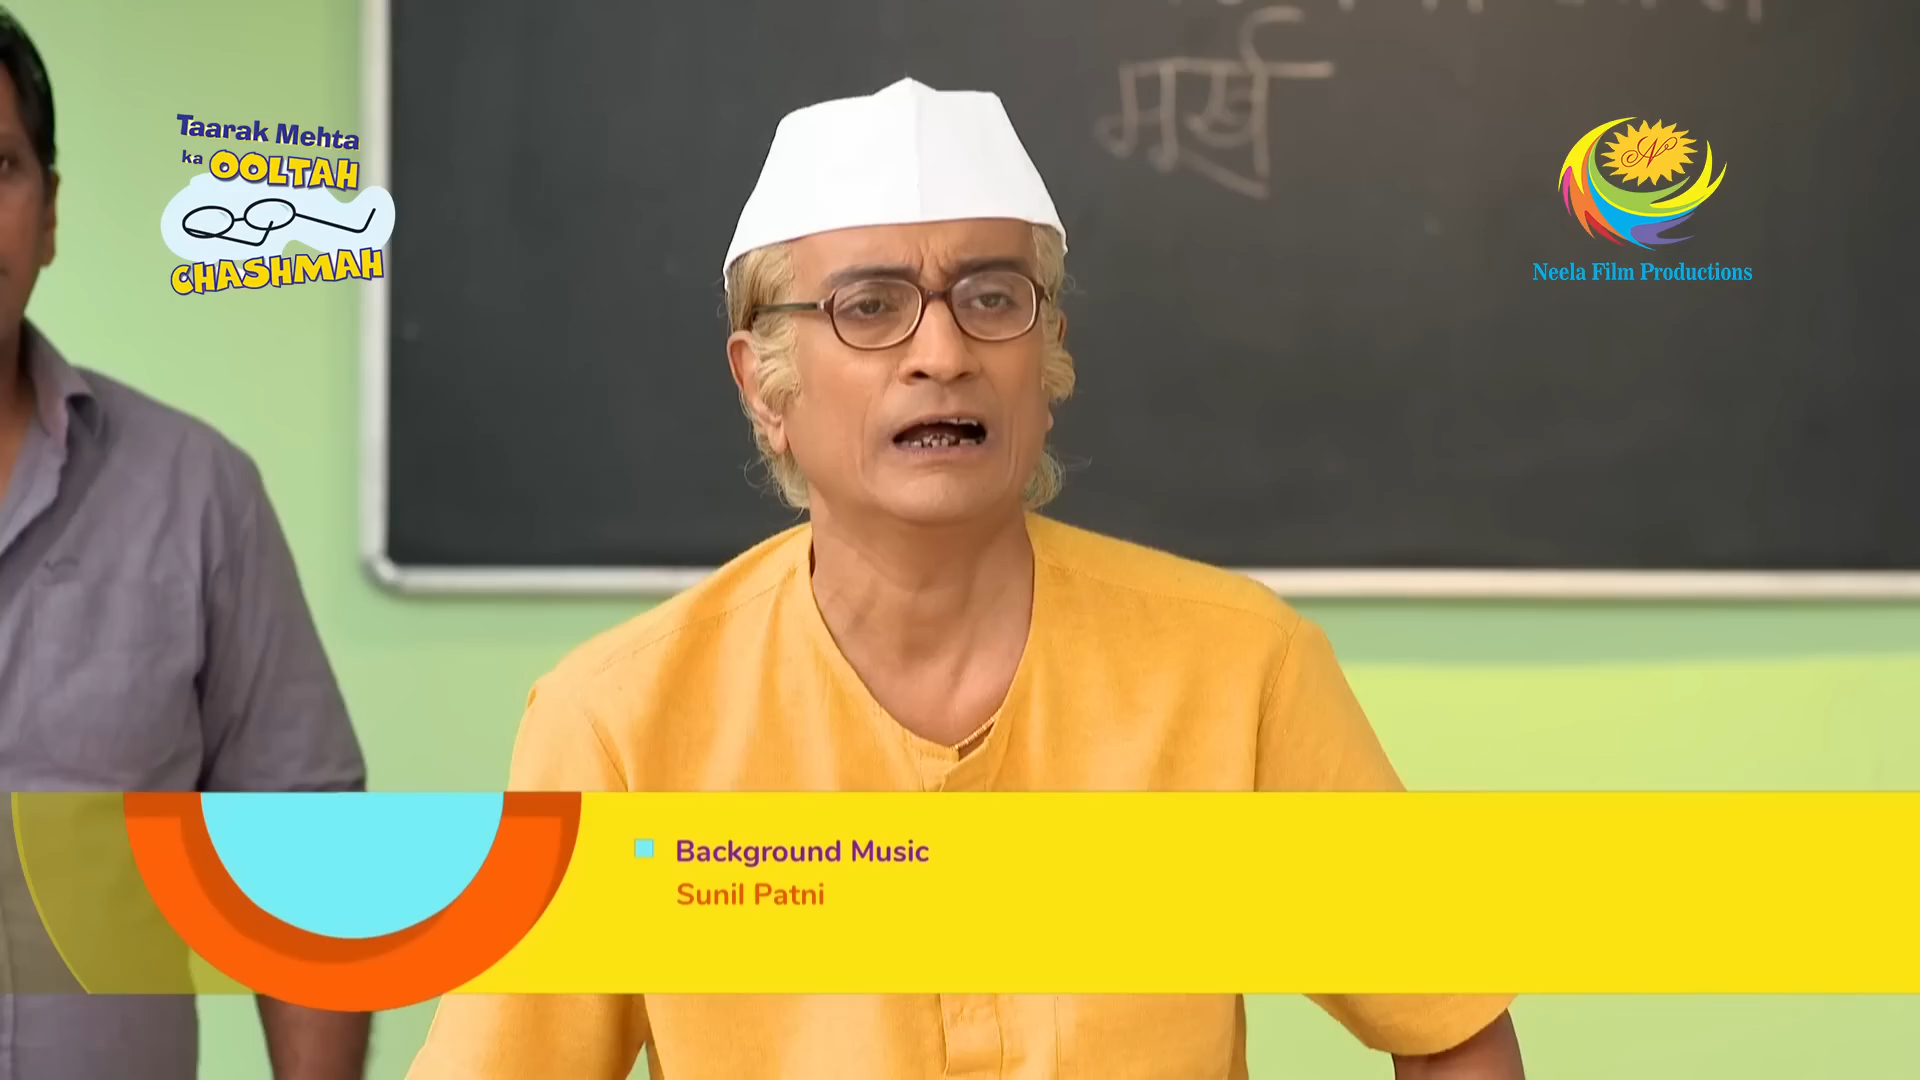 मूर्ख
Taarak Mehta
ka OOLTAH
CHASHMAH
Neela Film Productions
Background Music
Sunil Patni